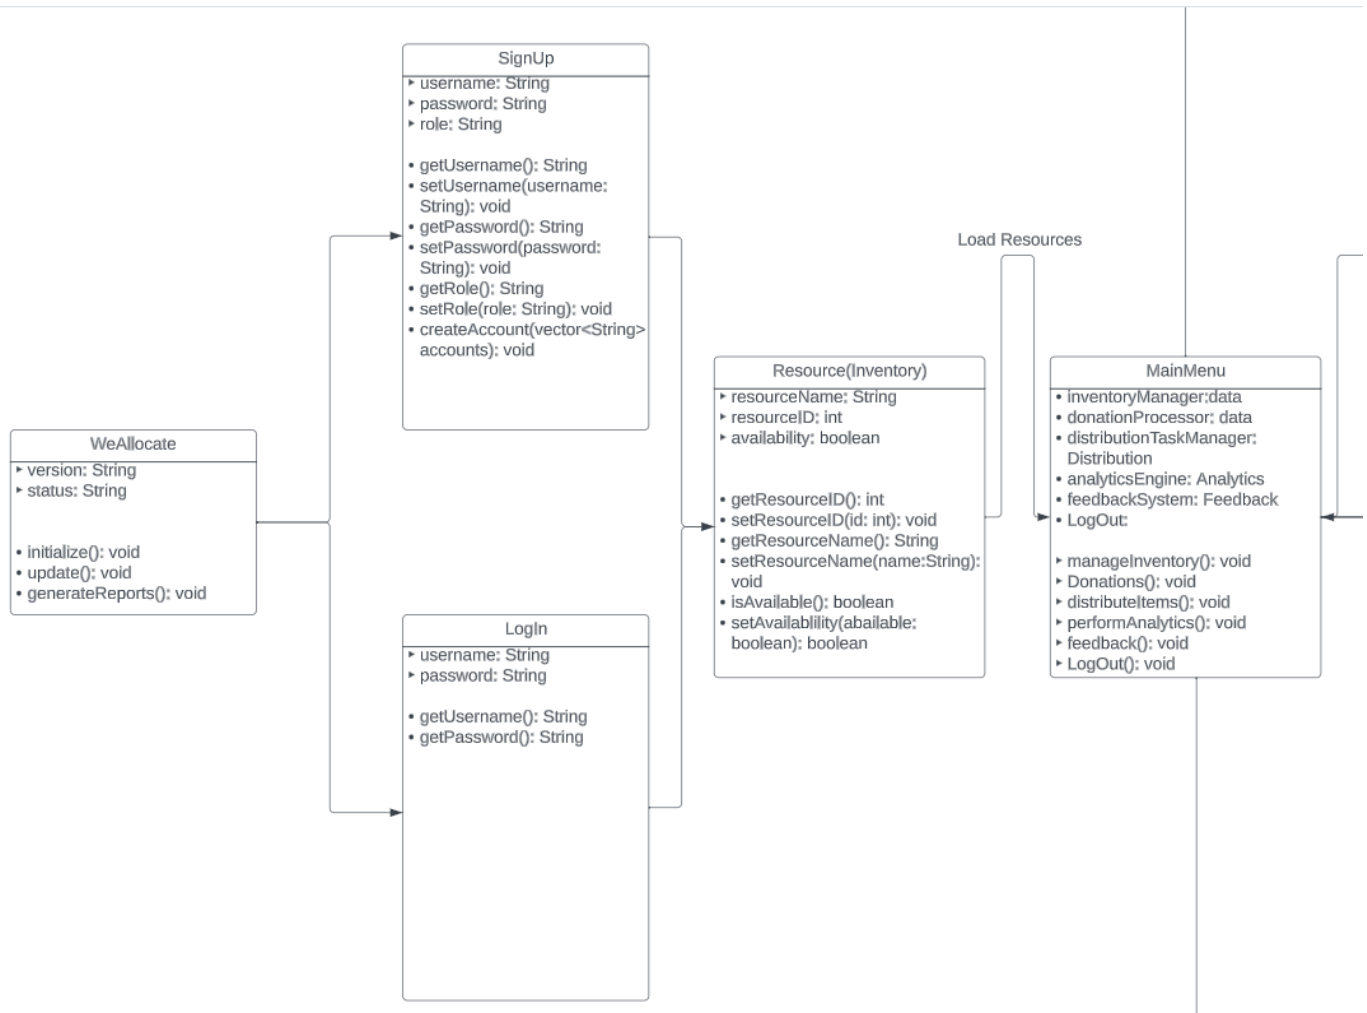 SignUp
username: String
password: String
role: String
getUsername(): String
setUsername(username:
String): void
getPassword(): String
setPassword(password:
String): void
getRole(): String
setRole(role: String): void
createAccount(vector<String>
accounts): void
WeAllocate
version: String
status: String
initialize(): void
update(): void
generateReports(): void
LogIn
username: String
password: String
getUsername(): String
getPassword(): String
Resource(Inventory)
resourceName: String
resourceID: int
availability: boolean
getResourceID(): int
setResourceID(id: int): void
getResourceName(): String
setResourceName(name:String):
void
isAvailable(): boolean
setAvailablility(abailable:
boolean): boolean
Load Resources
MainMenu
inventoryManager:data
donationProcessor: data
distributionTaskManager:
Distribution
analyticsEngine: Analytics
feedbackSystem: Feedback
LogOut:
manageInventory(): void
Donations(): void
distributeItems(): void
performAnalytics(): void
feedback(): void
LogOut(): void